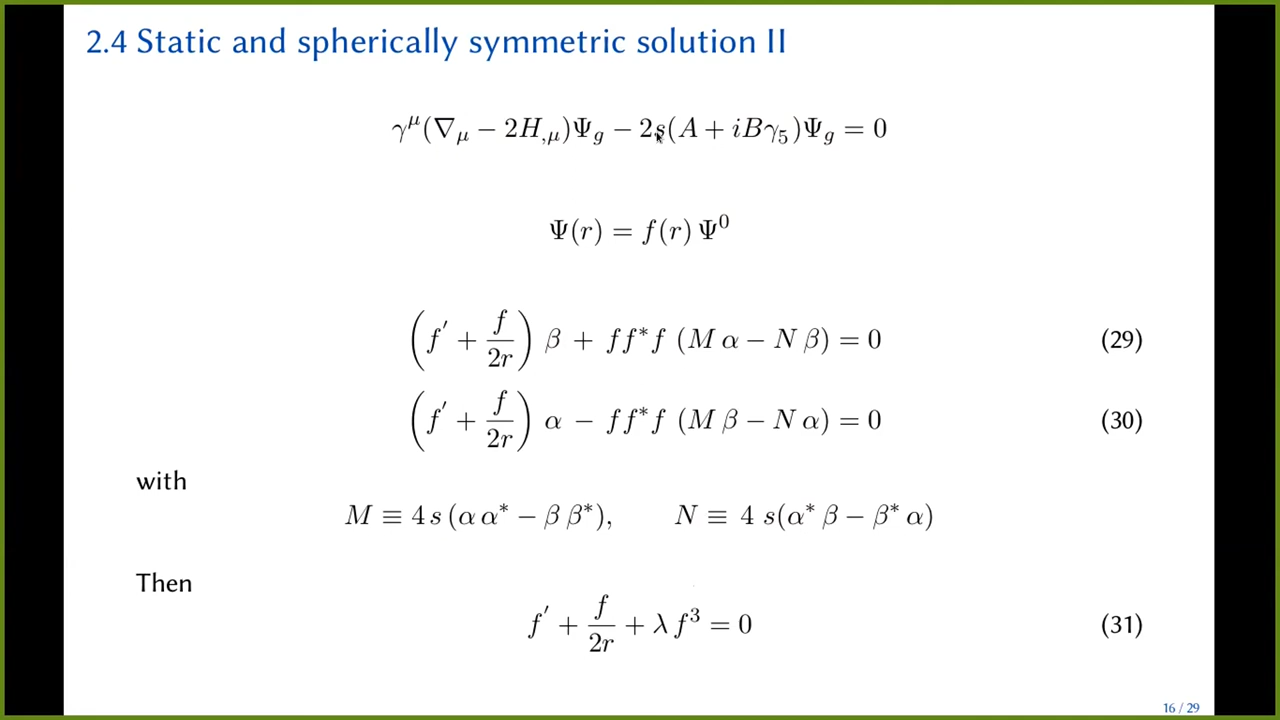 2.4 Static and spherically symmetric solution II
γ^μ(∇_μ − 2H_{,μ})Ψ_g − 2s(A + iBγ_5)Ψ_g = 0
Ψ(r) = f(r) Ψ^0
(f′ + f/2r) β + ff*f (M α − N β) = 0 (29)
(f′ + f/2r) α − ff*f (M β − N α) = 0 (30)
with
M ≡ 4 s (α α* − β β*), N ≡ 4 s(α* β − β* α)
Then
f′ + f/2r + λ f³ = 0 (31)
16 / 29